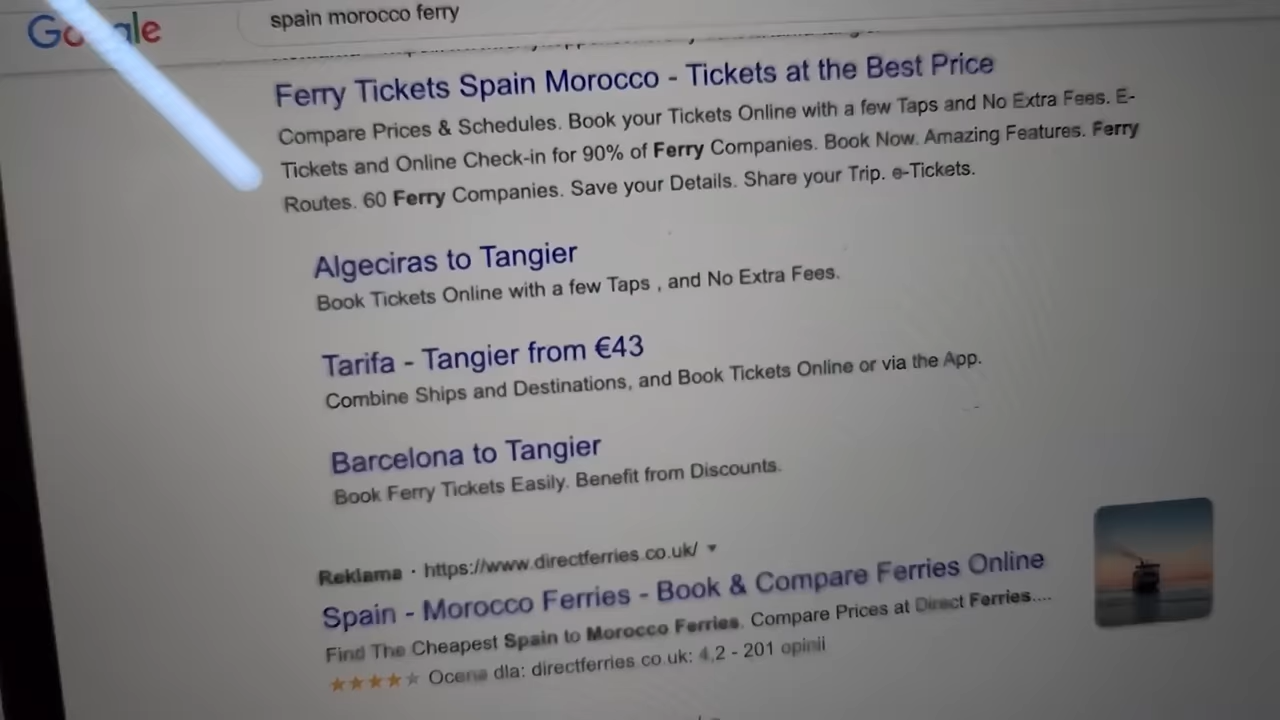 Google
spain morocco ferry
Ferry Tickets Spain Morocco - Tickets at the Best Price
Compare Prices & Schedules. Book your Tickets Online with a few Taps and No Extra Fees. E-
Tickets and Online Check-in for 90% of Ferry Companies. Book Now. Amazing Features. Ferry
Routes. 60 Ferry Companies. Save your Details. Share your Trip. e-Tickets.
Algeciras to Tangier
Book Tickets Online with a few Taps , and No Extra Fees.
Tarifa - Tangier from €43
Combine Ships and Destinations, and Book Tickets Online or via the App.
Barcelona to Tangier
Book Ferry Tickets Easily. Benefit from Discounts.
Reklama · https://www.directferries.co.uk/
Spain - Morocco Ferries - Book & Compare Ferries Online
Find The Cheapest Spain to Morocco Ferries. Compare Prices at Direct Ferries....
Ocena dla: directferries.co.uk: 4,2 - 201 opinii